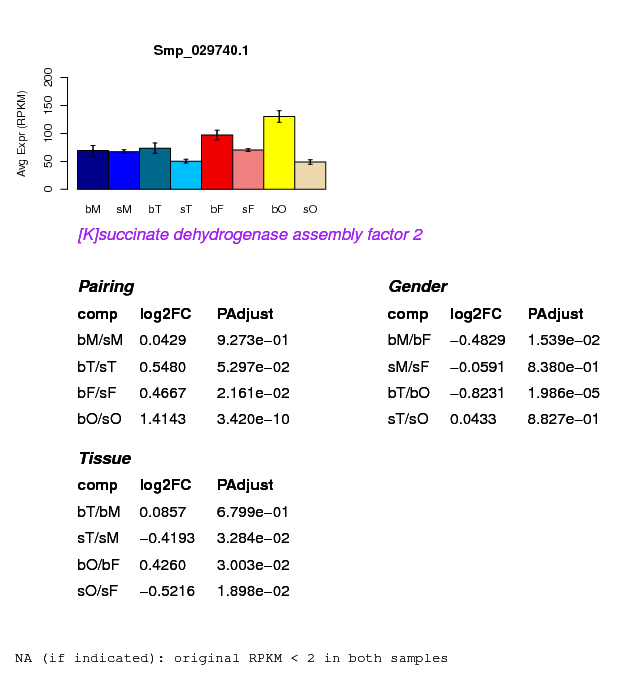 Smp_029740.1
Avg Expr (RPKM)
0 50 100 150 200
bM sM bT sT bF sF bO sO
[K]succinate dehydrogenase assembly factor 2
Pairing
comp log2FC PAdjust
bM/sM 0.0429 9.273e−01
bT/sT 0.5480 5.297e−02
bF/sF 0.4667 2.161e−02
bO/sO 1.4143 3.420e−10
Gender
comp log2FC PAdjust
bM/bF −0.4829 1.539e−02
sM/sF −0.0591 8.380e−01
bT/bO −0.8231 1.986e−05
sT/sO 0.0433 8.827e−01
Tissue
comp log2FC PAdjust
bT/bM 0.0857 6.799e−01
sT/sM −0.4193 3.284e−02
bO/bF 0.4260 3.003e−02
sO/sF −0.5216 1.898e−02
NA (if indicated): original RPKM < 2 in both samples